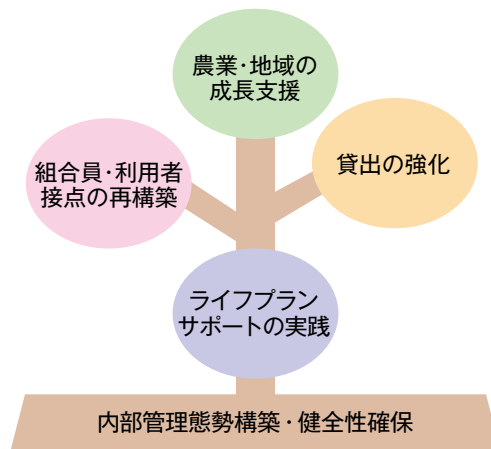 農業･地域の
成長支援
組合員･利用者
接点の再構築
貸出の強化
ライフプラン
サポートの実践
内部管理態勢構築･健全性確保